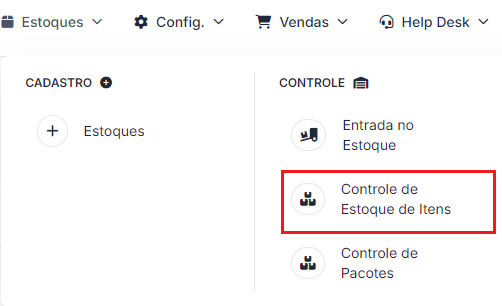 Estoques Config. Vendas Help Desk
CADASTRO
Estoques
CONTROLE
Entrada no
Estoque
Controle de
Estoque de Itens
Controle de
Pacotes